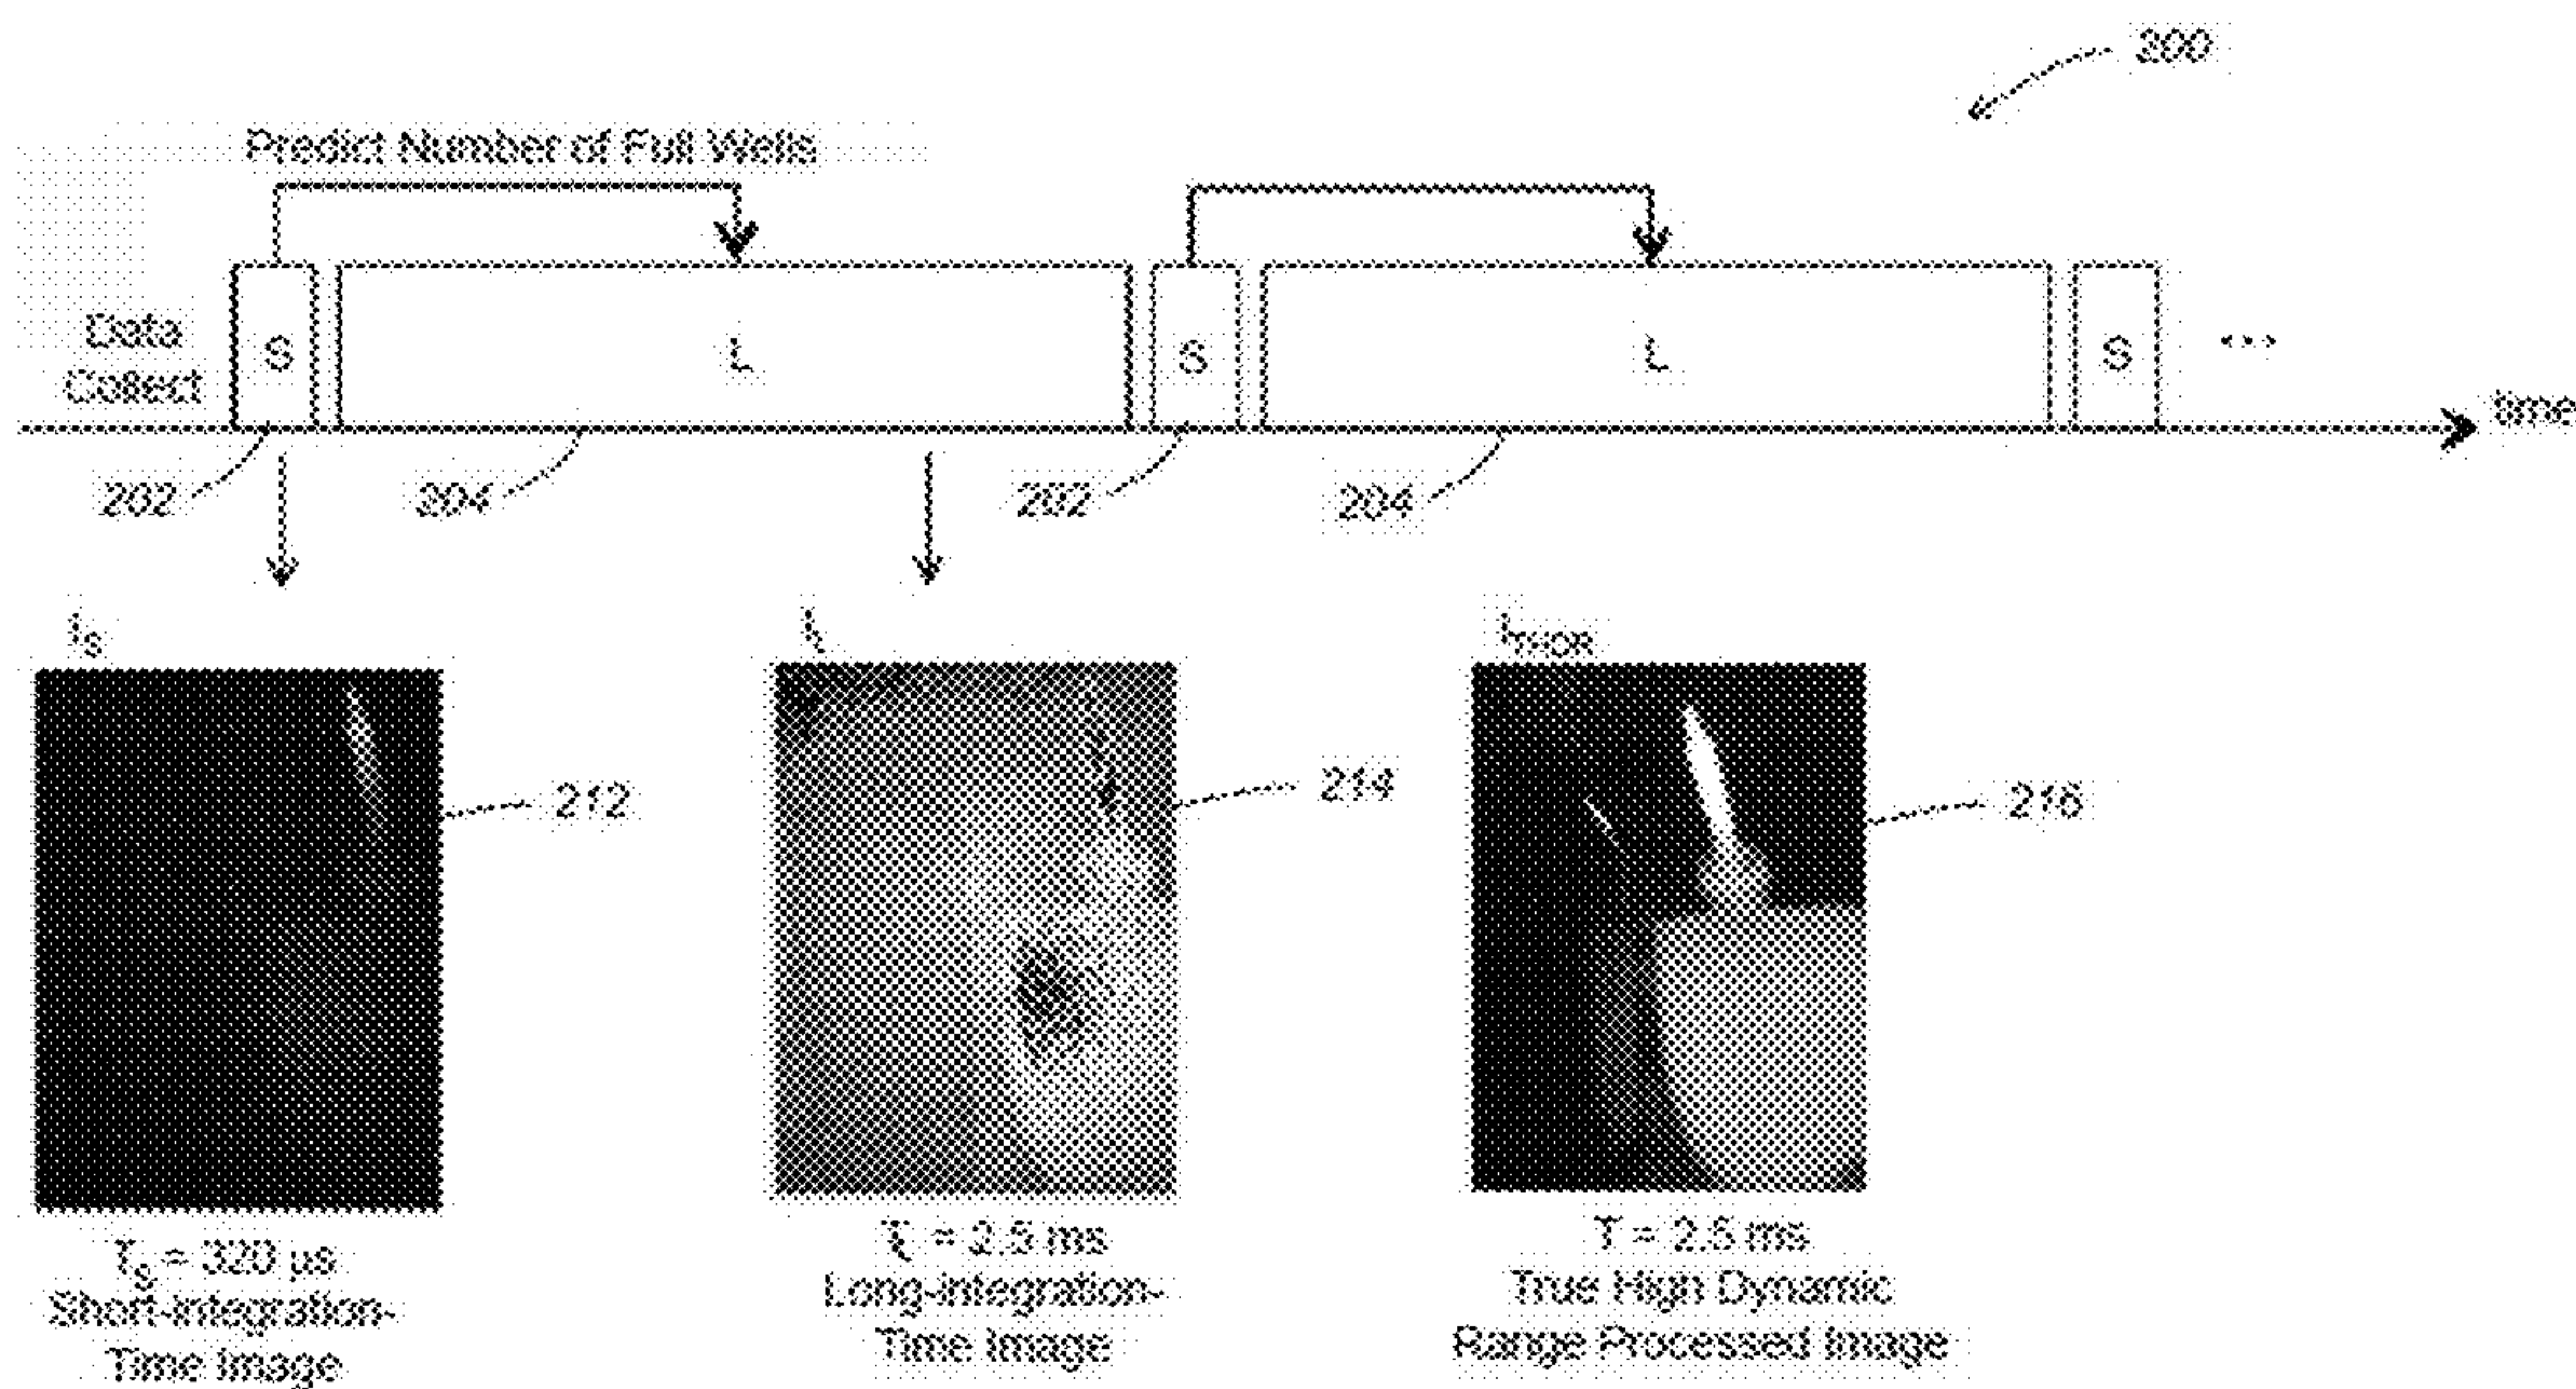 200
Predict Number of Full Wells
Data
Collect
S
L
S
L
S
...
time
202
204
202
204
I_S
I_L
212
214
216
T_S = 320 µs
Short-integration-
Time Image
T_L = 2.5 ms
Long-integration-
Time Image
T = 2.5 ms
True High Dynamic
Range Processed Image